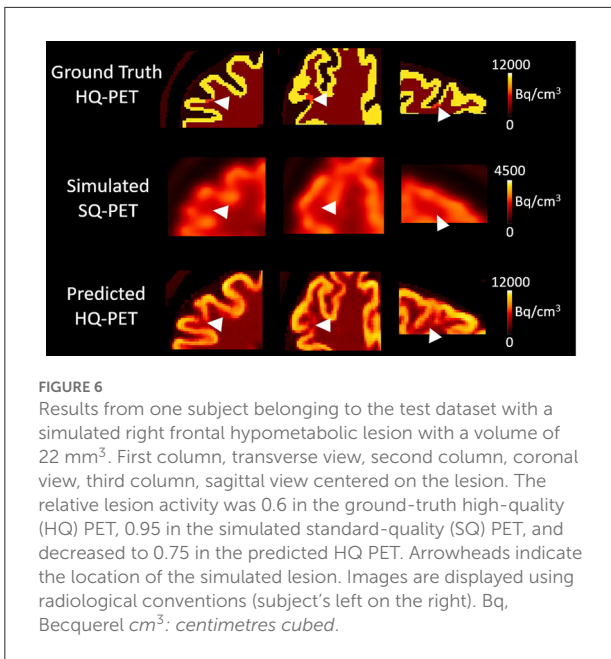 Ground Truth
HQ-PET
12000
Bq/cm³
0
Simulated
SQ-PET
4500
Bq/cm³
0
Predicted
HQ-PET
12000
Bq/cm³
0
FIGURE 6
Results from one subject belonging to the test dataset with a
simulated right frontal hypometabolic lesion with a volume of
22 mm³. First column, transverse view, second column, coronal
view, third column, sagittal view centered on the lesion. The
relative lesion activity was 0.6 in the ground-truth high-quality
(HQ) PET, 0.95 in the simulated standard-quality (SQ) PET, and
decreased to 0.75 in the predicted HQ PET. Arrowheads indicate
the location of the simulated lesion. Images are displayed using
radiological conventions (subject's left on the right). Bq,
Becquerel cm³: centimetres cubed.